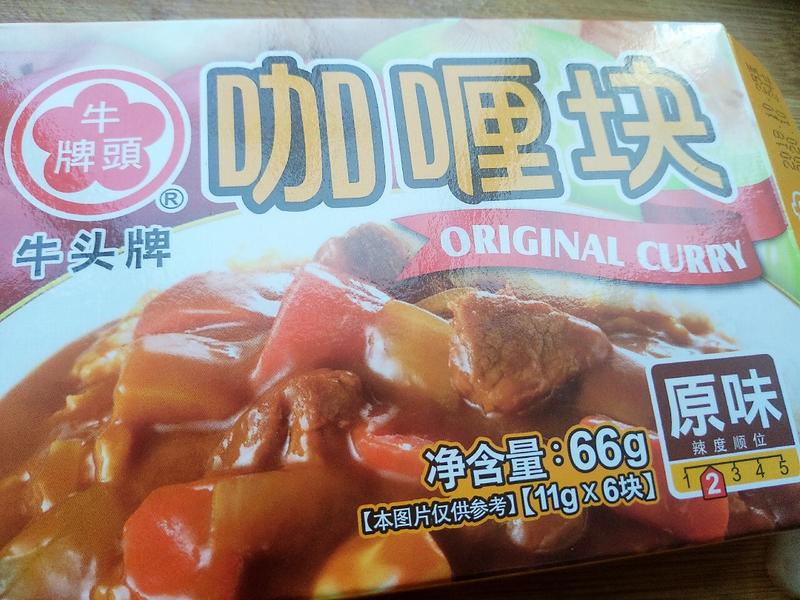 牛
牌頭
®
牛头牌
咖喱块
ORIGINAL CURRY
原味
辣度顺位
1 2 3 4 5
净含量:66g
【本图片仅供参考】【11g×6块】